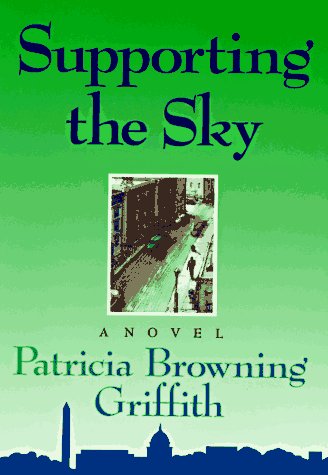 Supporting
the Sky
A NOVEL
Patricia Browning
Griffith